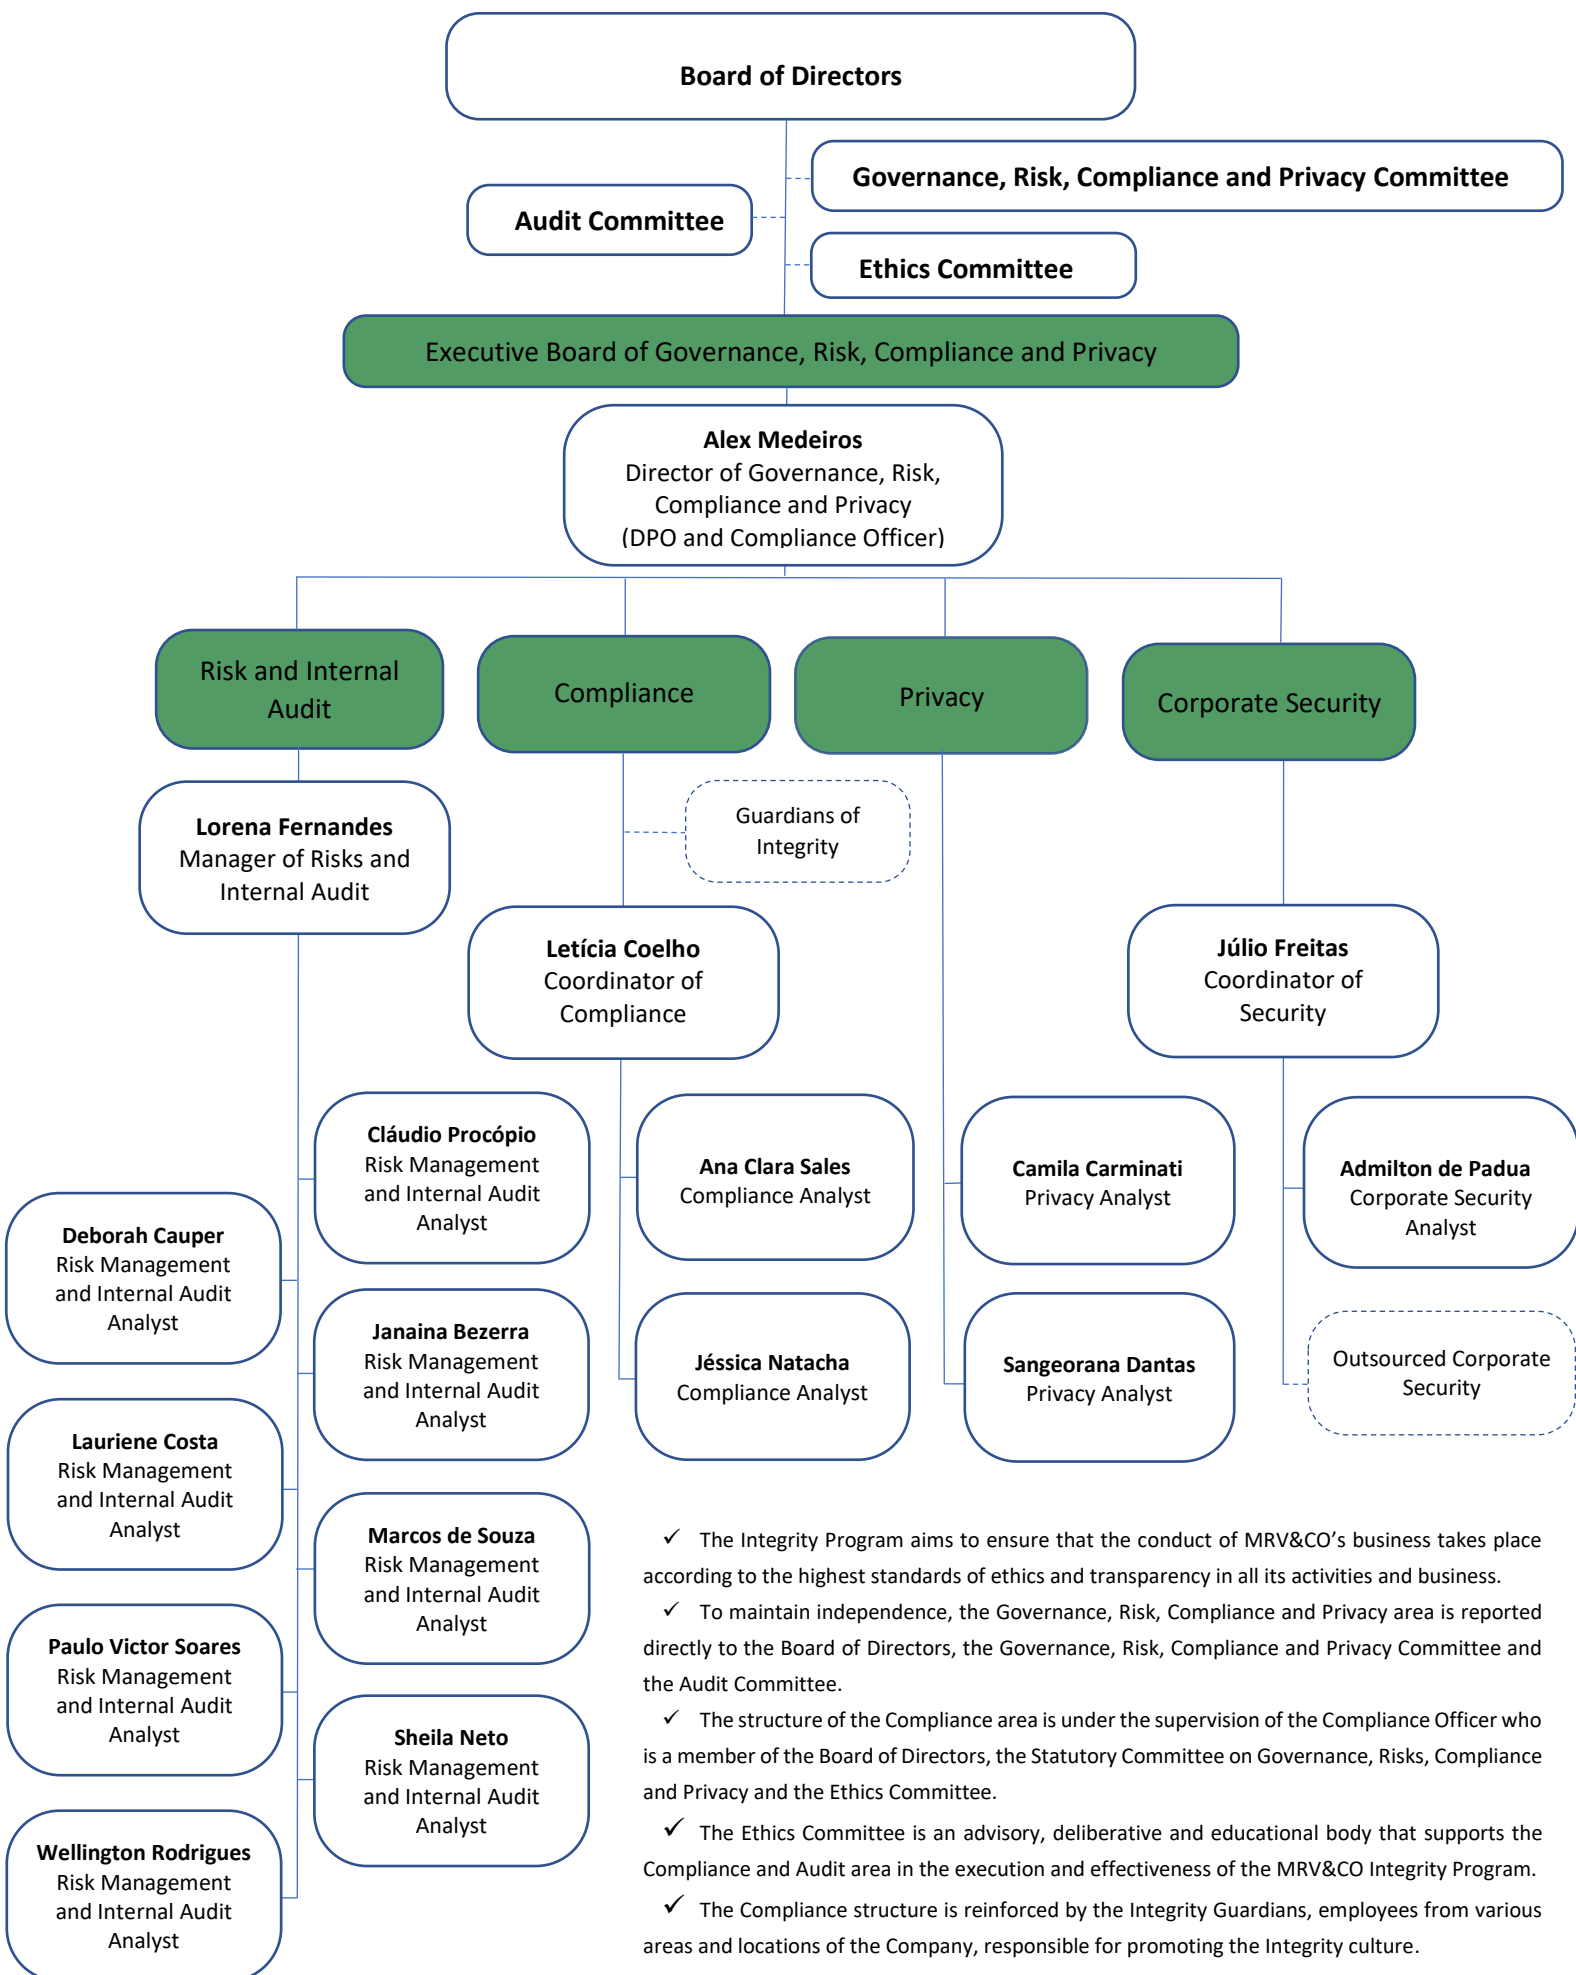 Board of Directors
Governance, Risk, Compliance and Privacy Committee
Audit Committee
Ethics Committee
Executive Board of Governance, Risk, Compliance and Privacy
Alex Medeiros
Director of Governance, Risk,
Compliance and Privacy
(DPO and Compliance Officer)
Risk and Internal
Audit
Compliance
Privacy
Corporate Security
Lorena Fernandes
Manager of Risks and
Internal Audit
Guardians of
Integrity
Letícia Coelho
Coordinator of
Compliance
Júlio Freitas
Coordinator of
Security
Cláudio Procópio
Risk Management
and Internal Audit
Analyst
Ana Clara Sales
Compliance Analyst
Camila Carminati
Privacy Analyst
Admilton de Padua
Corporate Security
Analyst
Deborah Cauper
Risk Management
and Internal Audit
Analyst
Janaina Bezerra
Risk Management
and Internal Audit
Analyst
Jéssica Natacha
Compliance Analyst
Sangeorana Dantas
Privacy Analyst
Outsourced Corporate
Security
Lauriene Costa
Risk Management
and Internal Audit
Analyst
Marcos de Souza
Risk Management
and Internal Audit
Analyst
Paulo Victor Soares
Risk Management
and Internal Audit
Analyst
Sheila Neto
Risk Management
and Internal Audit
Analyst
Wellington Rodrigues
Risk Management
and Internal Audit
Analyst
✓ The Integrity Program aims to ensure that the conduct of MRV&CO’s business takes place
according to the highest standards of ethics and transparency in all its activities and business.
✓ To maintain independence, the Governance, Risk, Compliance and Privacy area is reported
directly to the Board of Directors, the Governance, Risk, Compliance and Privacy Committee and
the Audit Committee.
✓ The structure of the Compliance area is under the supervision of the Compliance Officer who
is a member of the Board of Directors, the Statutory Committee on Governance, Risks, Compliance
and Privacy and the Ethics Committee.
✓ The Ethics Committee is an advisory, deliberative and educational body that supports the
Compliance and Audit area in the execution and effectiveness of the MRV&CO Integrity Program.
✓ The Compliance structure is reinforced by the Integrity Guardians, employees from various
areas and locations of the Company, responsible for promoting the Integrity culture.